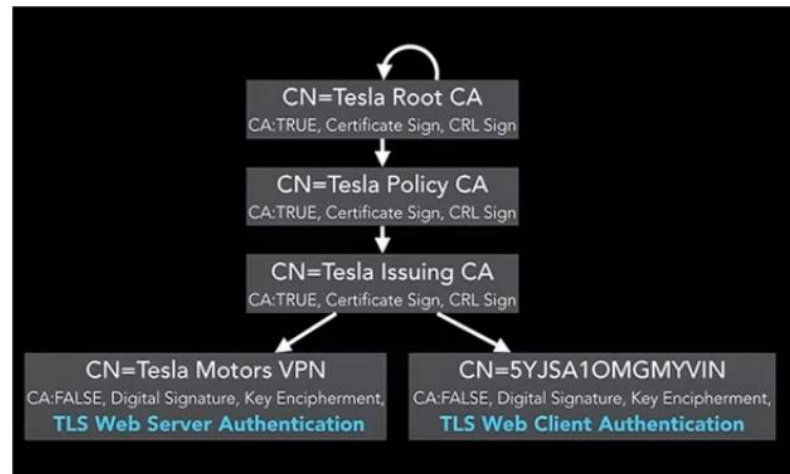 CN=Tesla Root CA
CA:TRUE, Certificate Sign, CRL Sign
CN=Tesla Policy CA
CA:TRUE, Certificate Sign, CRL Sign
CN=Tesla Issuing CA
CA:TRUE, Certificate Sign, CRL Sign
CN=Tesla Motors VPN
CA:FALSE, Digital Signature, Key Encipherment,
TLS Web Server Authentication
CN=5YJSA1OMGMYVIN
CA:FALSE, Digital Signature, Key Encipherment,
TLS Web Client Authentication